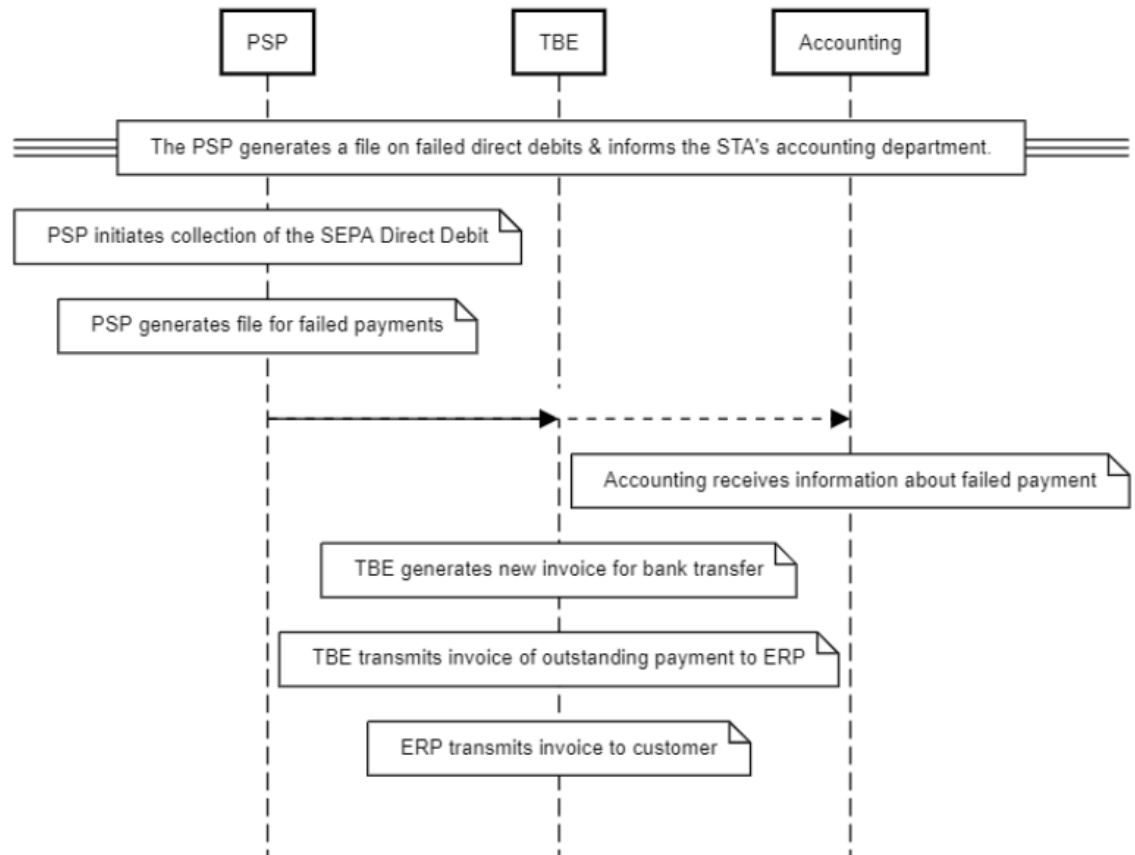 PSP
TBE
Accounting
The PSP generates a file on failed direct debits & informs the STA's accounting department.
PSP initiates collection of the SEPA Direct Debit
PSP generates file for failed payments
Accounting receives information about failed payment
TBE generates new invoice for bank transfer
TBE transmits invoice of outstanding payment to ERP
ERP transmits invoice to customer